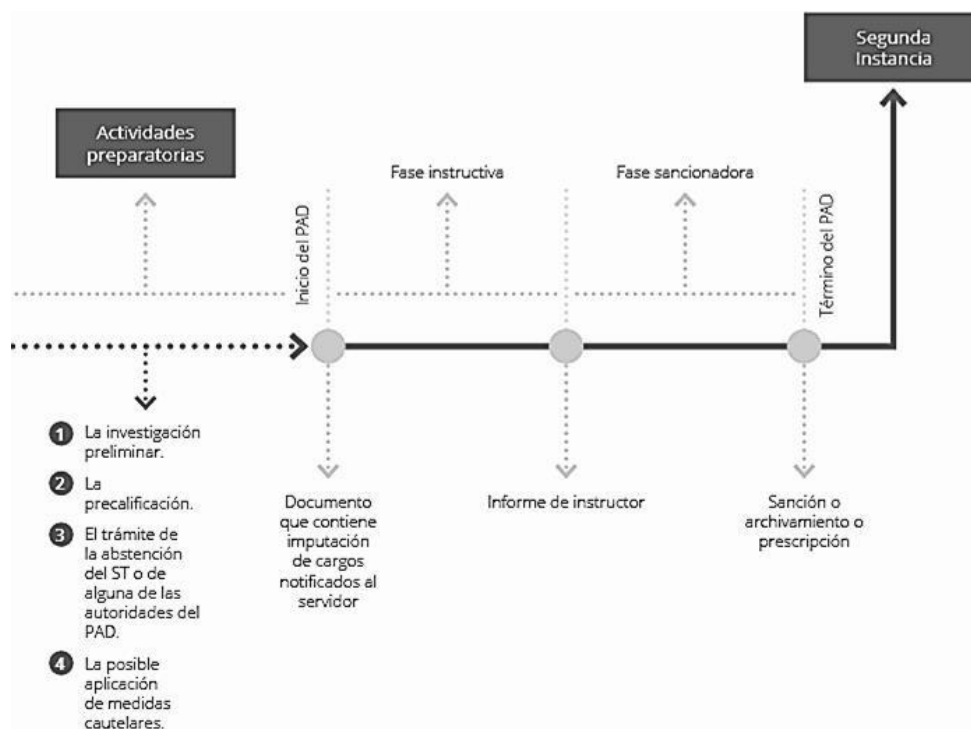 Segunda
Instancia
Actividades
preparatorias
Fase instructiva
Fase sancionadora
Inicio del PAD
Término del PAD
1 La investigación
preliminar.
2 La
precalificación.
3 El trámite de
la abstención
del ST o de
alguna de las
autoridades del
PAD.
4 La posible
aplicación
de medidas
cautelares.
Documento
que contiene
imputación
de cargos
notificados al
servidor
Informe de instructor
Sanción o
archivamiento o
prescripción